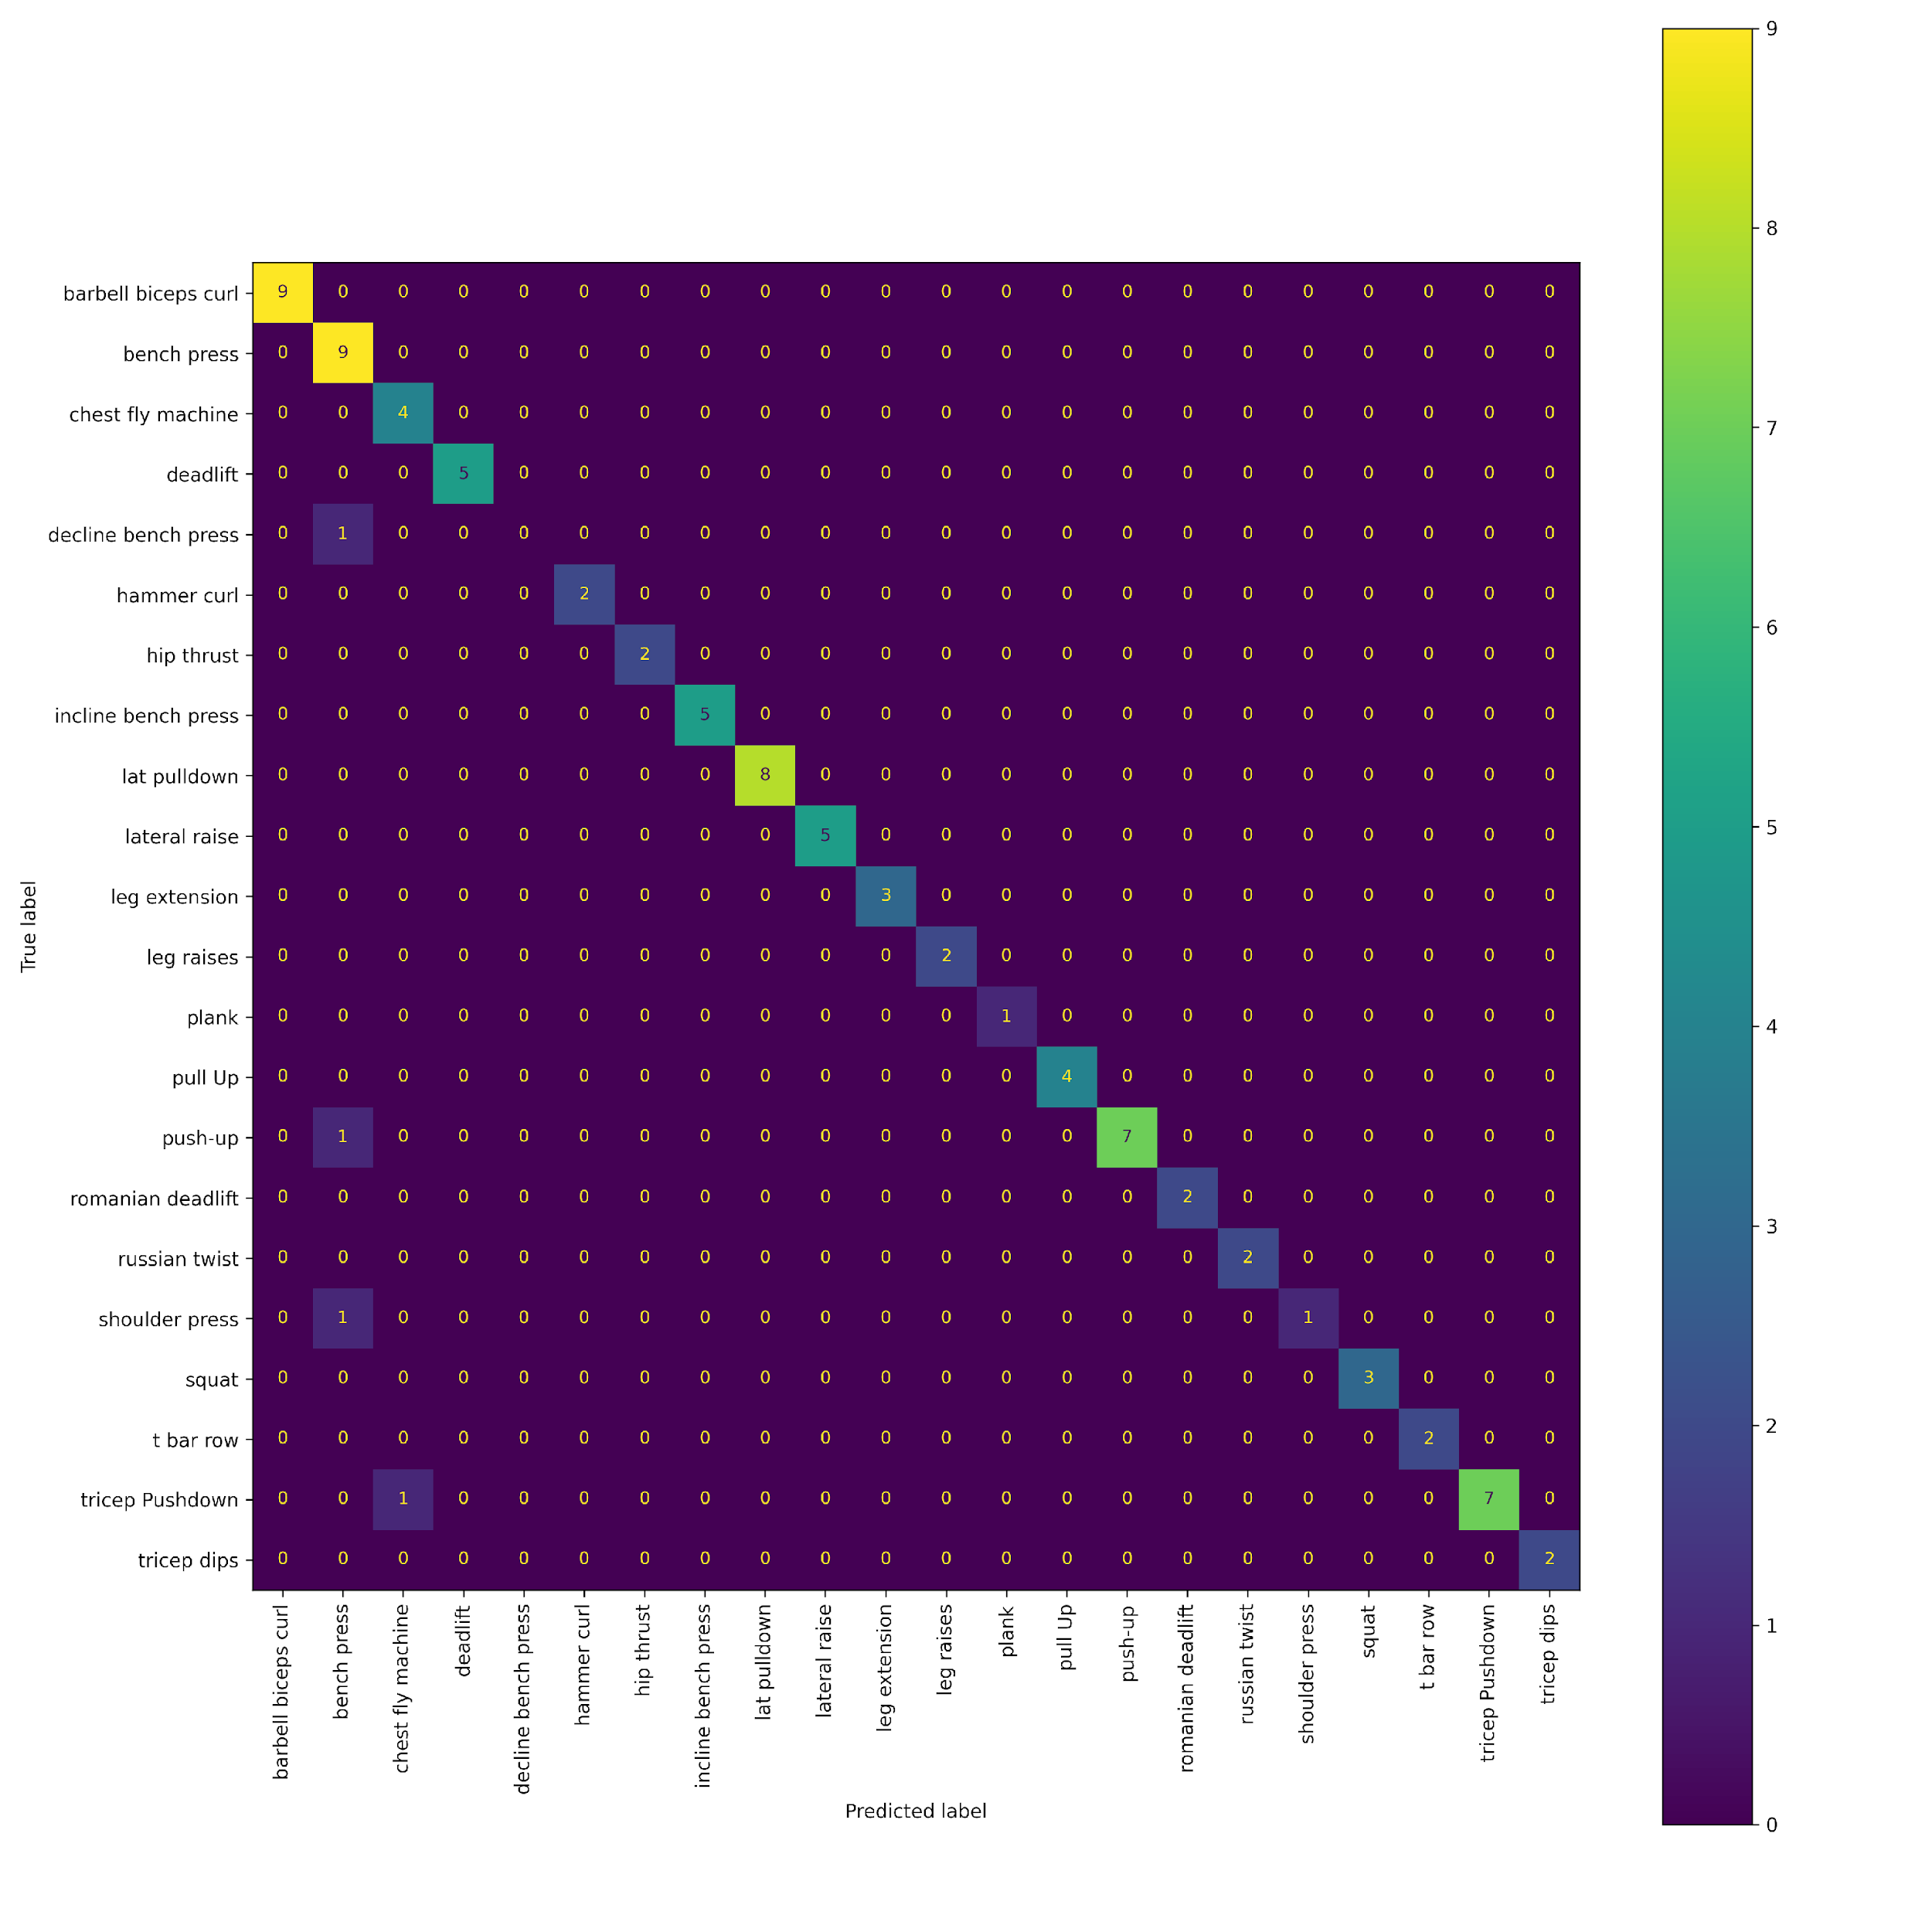 9
8
7
6
5
4
3
2
1
0
True label
barbell biceps curl 9 0 0 0 0 0 0 0 0 0 0 0 0 0 0 0 0 0 0 0 0 0
bench press 0 9 0 0 0 0 0 0 0 0 0 0 0 0 0 0 0 0 0 0 0 0
chest fly machine 0 0 4 0 0 0 0 0 0 0 0 0 0 0 0 0 0 0 0 0 0 0
deadlift 0 0 0 5 0 0 0 0 0 0 0 0 0 0 0 0 0 0 0 0 0 0
decline bench press 0 1 0 0 0 0 0 0 0 0 0 0 0 0 0 0 0 0 0 0 0 0
hammer curl 0 0 0 0 0 2 0 0 0 0 0 0 0 0 0 0 0 0 0 0 0 0
hip thrust 0 0 0 0 0 0 2 0 0 0 0 0 0 0 0 0 0 0 0 0 0 0
incline bench press 0 0 0 0 0 0 0 5 0 0 0 0 0 0 0 0 0 0 0 0 0 0
lat pulldown 0 0 0 0 0 0 0 0 8 0 0 0 0 0 0 0 0 0 0 0 0 0
lateral raise 0 0 0 0 0 0 0 0 0 5 0 0 0 0 0 0 0 0 0 0 0 0
leg extension 0 0 0 0 0 0 0 0 0 0 3 0 0 0 0 0 0 0 0 0 0 0
leg raises 0 0 0 0 0 0 0 0 0 0 0 2 0 0 0 0 0 0 0 0 0 0
plank 0 0 0 0 0 0 0 0 0 0 0 0 1 0 0 0 0 0 0 0 0 0
pull Up 0 0 0 0 0 0 0 0 0 0 0 0 0 4 0 0 0 0 0 0 0 0
push-up 0 1 0 0 0 0 0 0 0 0 0 0 0 0 7 0 0 0 0 0 0 0
romanian deadlift 0 0 0 0 0 0 0 0 0 0 0 0 0 0 0 2 0 0 0 0 0 0
russian twist 0 0 0 0 0 0 0 0 0 0 0 0 0 0 0 0 2 0 0 0 0 0
shoulder press 0 1 0 0 0 0 0 0 0 0 0 0 0 0 0 0 0 1 0 0 0 0
squat 0 0 0 0 0 0 0 0 0 0 0 0 0 0 0 0 0 0 3 0 0 0
t bar row 0 0 0 0 0 0 0 0 0 0 0 0 0 0 0 0 0 0 0 2 0 0
tricep Pushdown 0 0 1 0 0 0 0 0 0 0 0 0 0 0 0 0 0 0 0 0 7 0
tricep dips 0 0 0 0 0 0 0 0 0 0 0 0 0 0 0 0 0 0 0 0 0 2
barbell biceps curl
bench press
chest fly machine
deadlift
decline bench press
hammer curl
hip thrust
incline bench press
lat pulldown
lateral raise
leg extension
leg raises
plank
pull Up
push-up
romanian deadlift
russian twist
shoulder press
squat
t bar row
tricep Pushdown
tricep dips
Predicted label